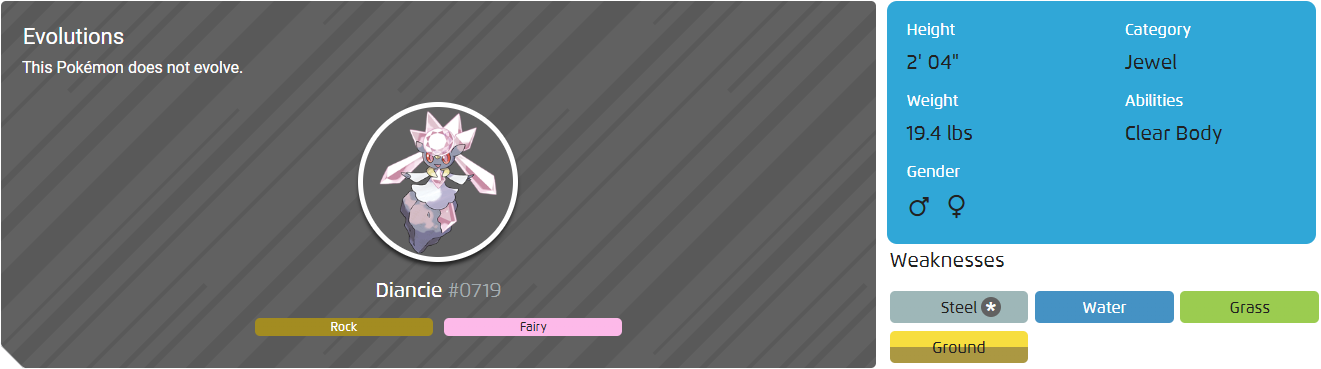 Evolutions
This Pokémon does not evolve.
Diancie #0719
Rock Fairy
Height Category
2' 04" Jewel
Weight Abilities
19.4 lbs Clear Body
Gender
♂ ♀
Weaknesses
Steel * Water Grass
Ground